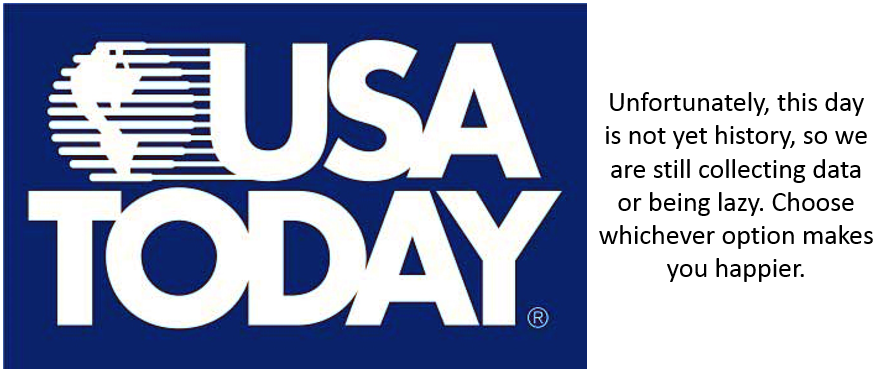 USA
TODAY
®
Unfortunately, this day
is not yet history, so we
are still collecting data
or being lazy. Choose
whichever option makes
you happier.